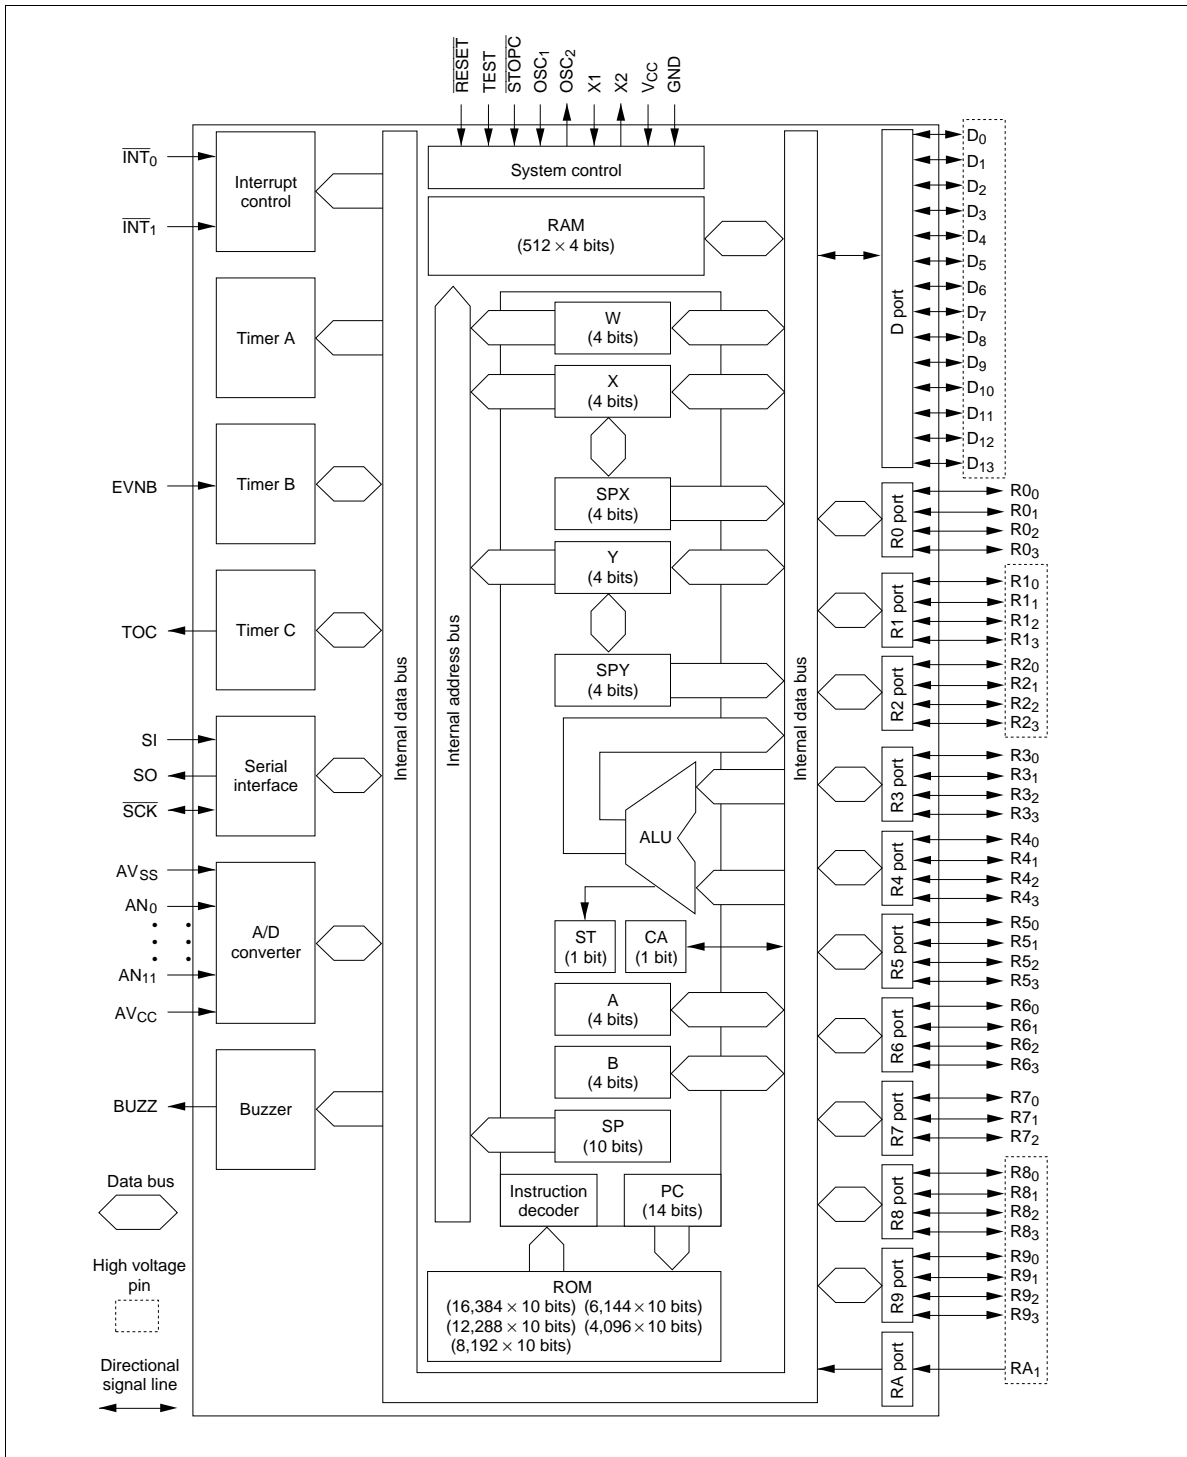 RESET
TEST
STOPC
OSC1
OSC2
X1
X2
VCC
GND
INT0
INT1
Interrupt
control
Timer A
EVNB
Timer B
TOC
Timer C
SI
SO
SCK
Serial
interface
AVSS
AN0
AN11
AVCC
A/D
converter
BUZZ
Buzzer
Data bus
High voltage
pin
Directional
signal line
Internal data bus
Internal address bus
System control
RAM
(512 × 4 bits)
W
(4 bits)
X
(4 bits)
SPX
(4 bits)
Y
(4 bits)
SPY
(4 bits)
ALU
ST
(1 bit)
CA
(1 bit)
A
(4 bits)
B
(4 bits)
SP
(10 bits)
Instruction
decoder
PC
(14 bits)
ROM
(16,384 × 10 bits) (6,144 × 10 bits)
(12,288 × 10 bits) (4,096 × 10 bits)
(8,192 × 10 bits)
Internal data bus
D port
D0
D1
D2
D3
D4
D5
D6
D7
D8
D9
D10
D11
D12
D13
R0 port
R00
R01
R02
R03
R1 port
R10
R11
R12
R13
R2 port
R20
R21
R22
R23
R3 port
R30
R31
R32
R33
R4 port
R40
R41
R42
R43
R5 port
R50
R51
R52
R53
R6 port
R60
R61
R62
R63
R7 port
R70
R71
R72
R8 port
R80
R81
R82
R83
R9 port
R90
R91
R92
R93
RA port
RA1